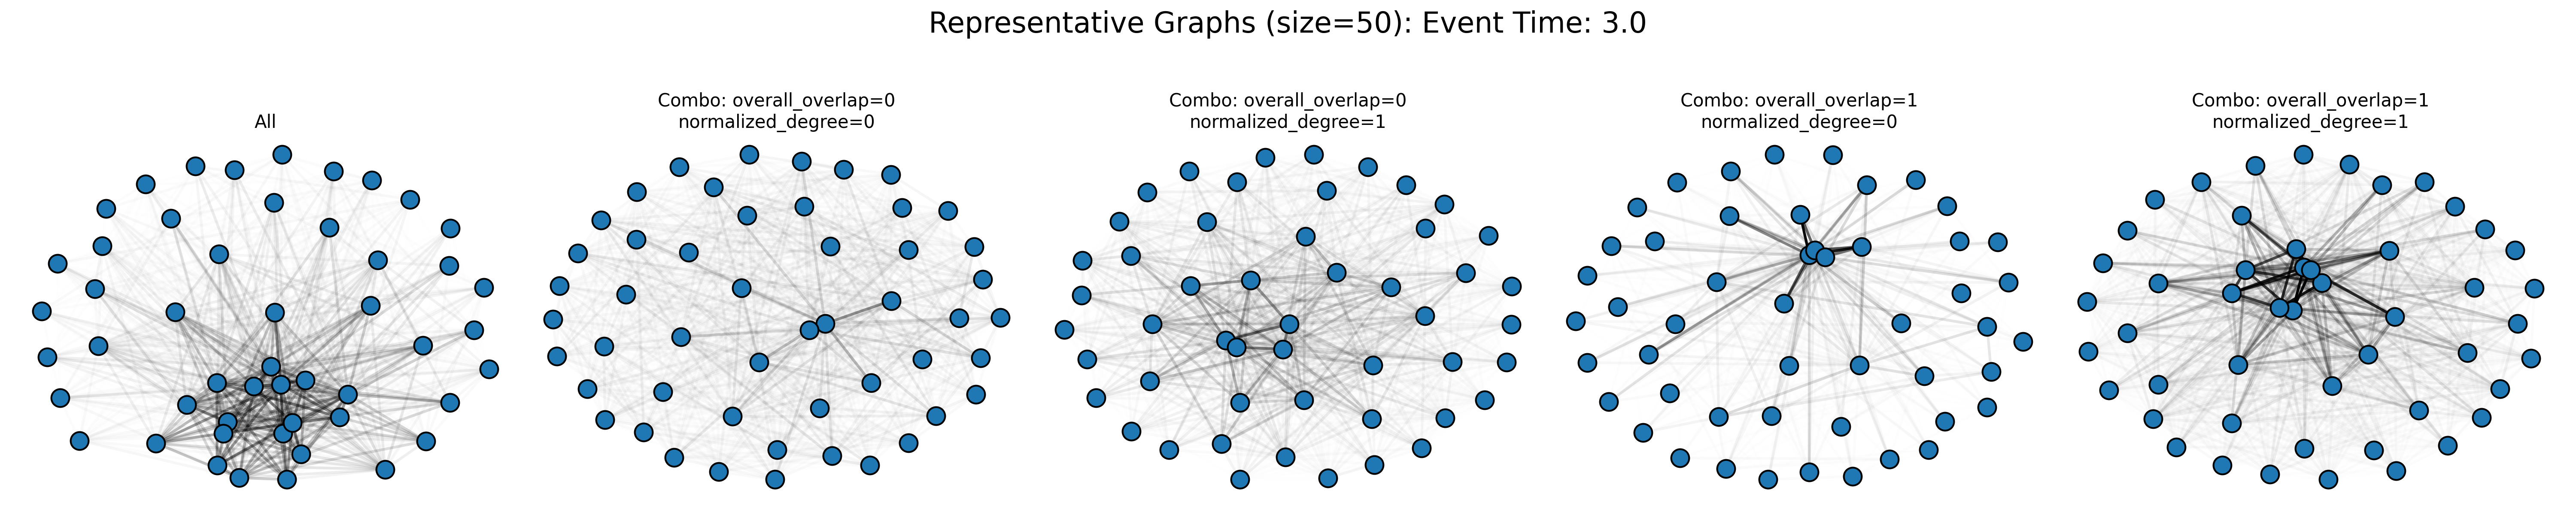 Representative Graphs (size=50): Event Time: 3.0
All
Combo: overall_overlap=0
normalized_degree=0
Combo: overall_overlap=0
normalized_degree=1
Combo: overall_overlap=1
normalized_degree=0
Combo: overall_overlap=1
normalized_degree=1